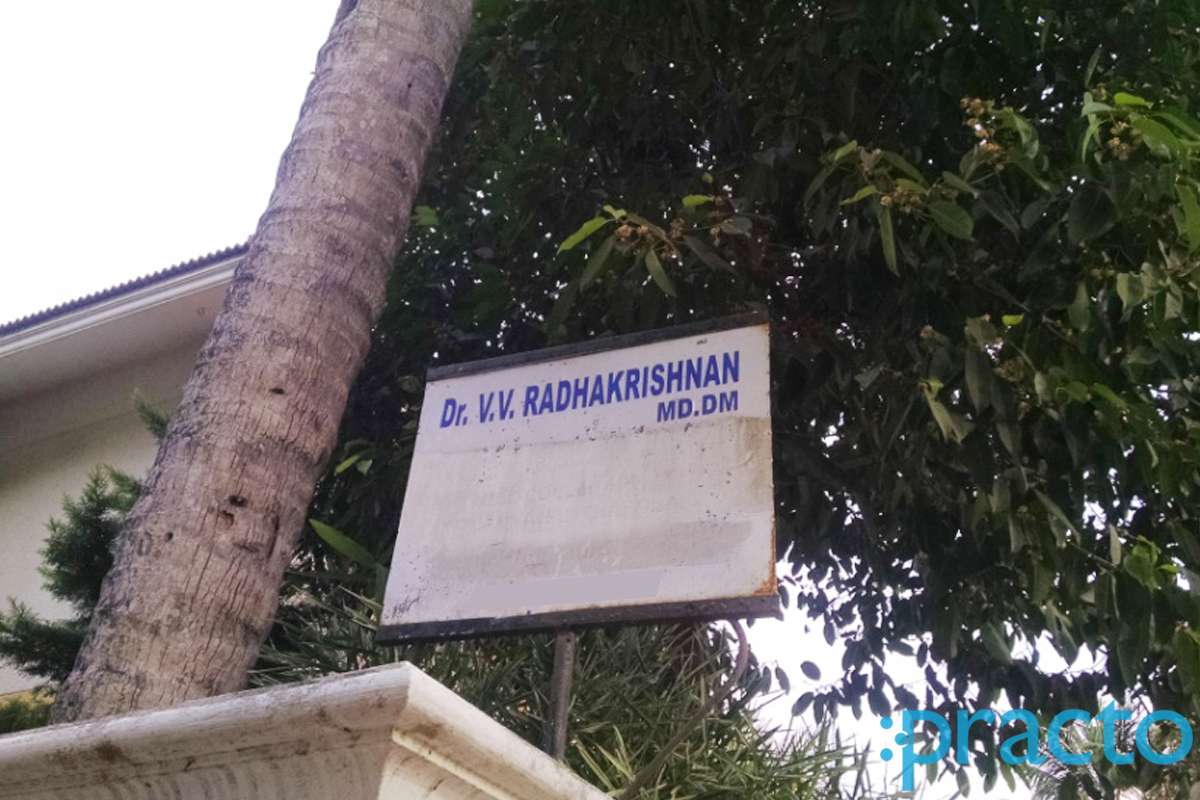 Dr. V.V. RADHAKRISHNAN
MD.DM
:practo